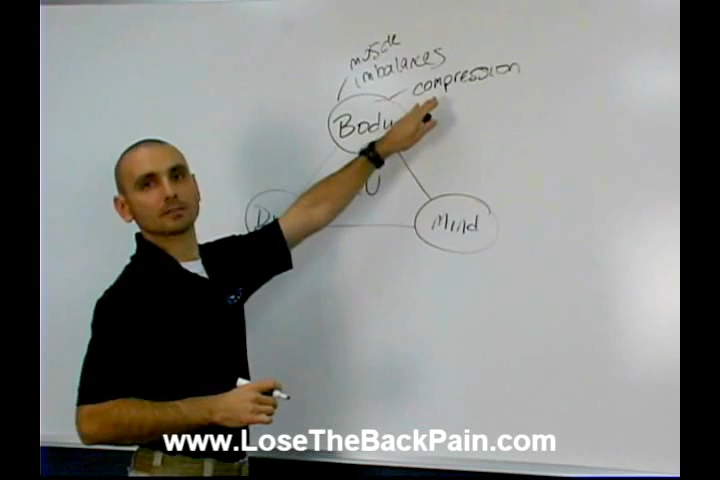 muscle
imbalances
compression
Body
Mind
www.LoseTheBackPain.com